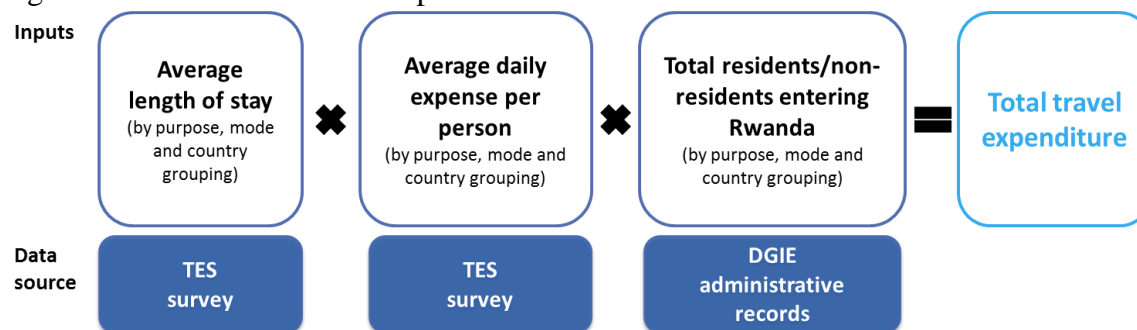 Inputs
Average
length of stay
(by purpose, mode
and country
grouping)
Average daily
expense per
person
(by purpose, mode and
country grouping)
Total residents/non-
residents entering
Rwanda
(by purpose, mode and
country grouping)
Total travel
expenditure
Data
source
TES
survey
TES
survey
DGIE
administrative
records